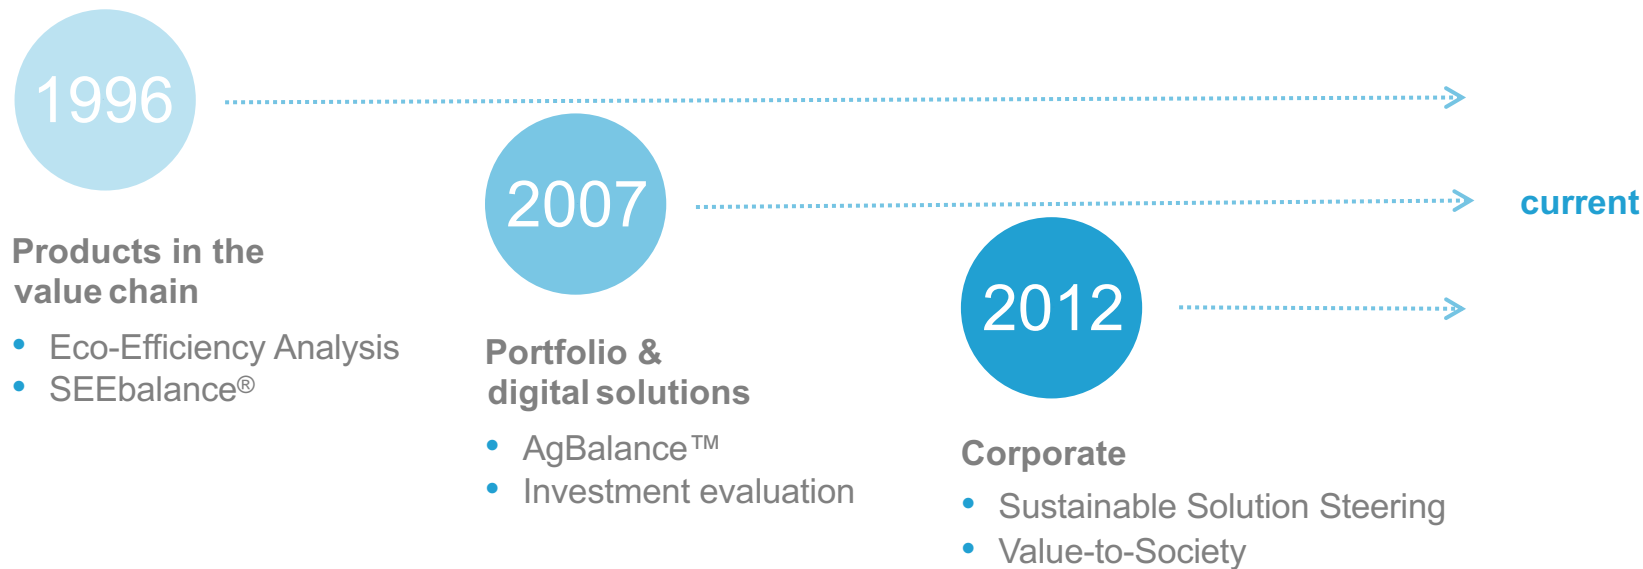 1996
Products in the
value chain
• Eco-Efficiency Analysis
• SEEbalance®
2007
Portfolio &
digital solutions
• AgBalance™
• Investment evaluation
2012
Corporate
• Sustainable Solution Steering
• Value-to-Society
current